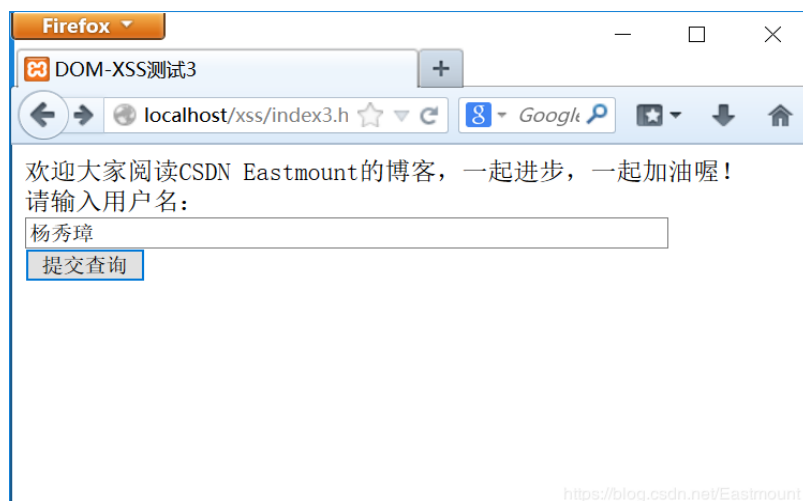 Firefox
DOM-XSS测试3
localhost/xss/index3.h
Google
欢迎大家阅读CSDN Eastmount的博客，一起进步，一起加油喔！
请输入用户名：
杨秀璋
提交查询
https://blog.csdn.net/Eastmount